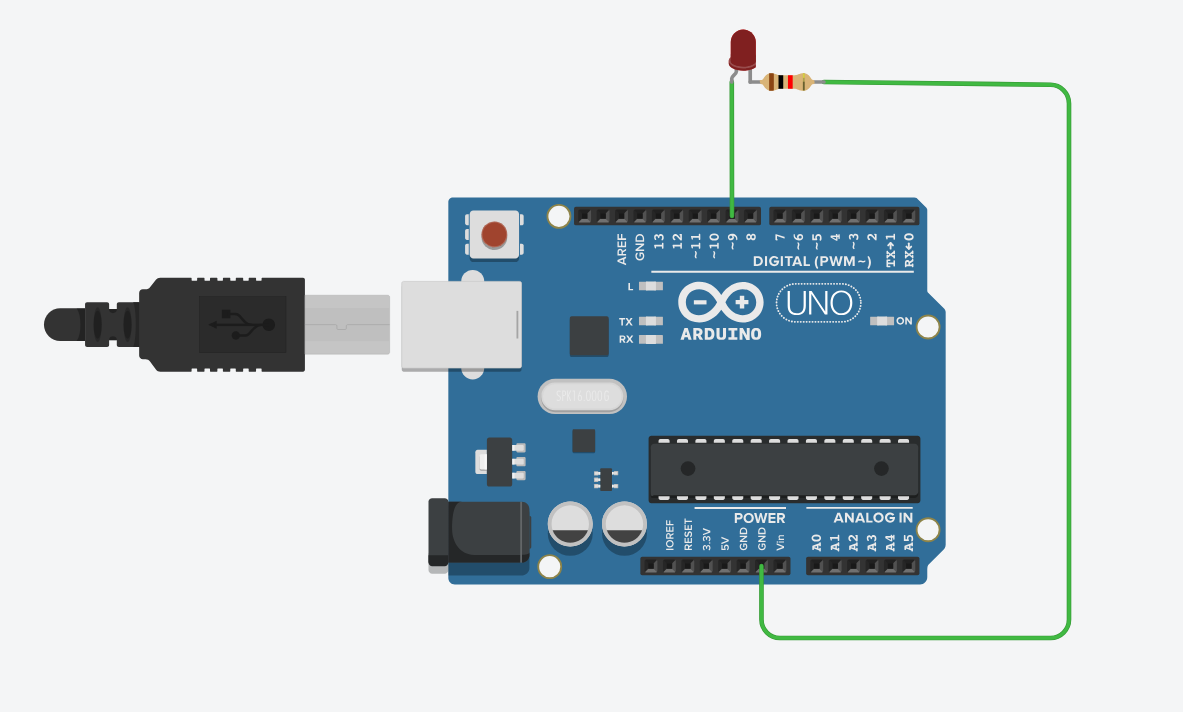 AREF
GND
13
12
~11
~10
~9
8
7
~6
~5
4
~3
2
TX→1
RX←0
DIGITAL (PWM~)
L
TX
RX
ARDUINO
UNO
ON
SPK16.000G
POWER
ANALOG IN
IOREF
RESET
3.3V
5V
GND
GND
Vin
A0
A1
A2
A3
A4
A5